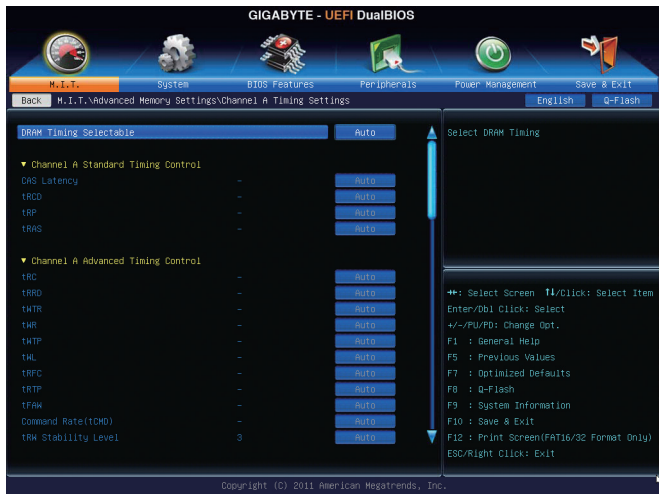 GIGABYTE - UEFI DualBIOS
M.I.T. System BIOS Features Peripherals Power Management Save & Exit
Back M.I.T.\Advanced Memory Settings\Channel A Timing Settings English Q-Flash
DRAM Timing Selectable Auto
Select DRAM Timing
▼ Channel A Standard Timing Control
CAS Latency - Auto
tRCD - Auto
tRP - Auto
tRAS - Auto
▼ Channel A Advanced Timing Control
tRC - Auto
tRRD - Auto
tWTR - Auto
tWR - Auto
tWTP - Auto
tWL - Auto
tRFC - Auto
tRTP - Auto
tFAW - Auto
Command Rate(tCMD) - Auto
tRW Stability Level 3 Auto
→←: Select Screen ↑↓/Click: Select Item
Enter/Dbl Click: Select
+/-/PU/PD: Change Opt.
F1 : General Help
F5 : Previous Values
F7 : Optimized Defaults
F8 : Q-Flash
F9 : System Information
F10 : Save & Exit
F12 : Print Screen(FAT16/32 Format Only)
ESC/Right Click: Exit
Copyright (C) 2011 American Megatrends, Inc.